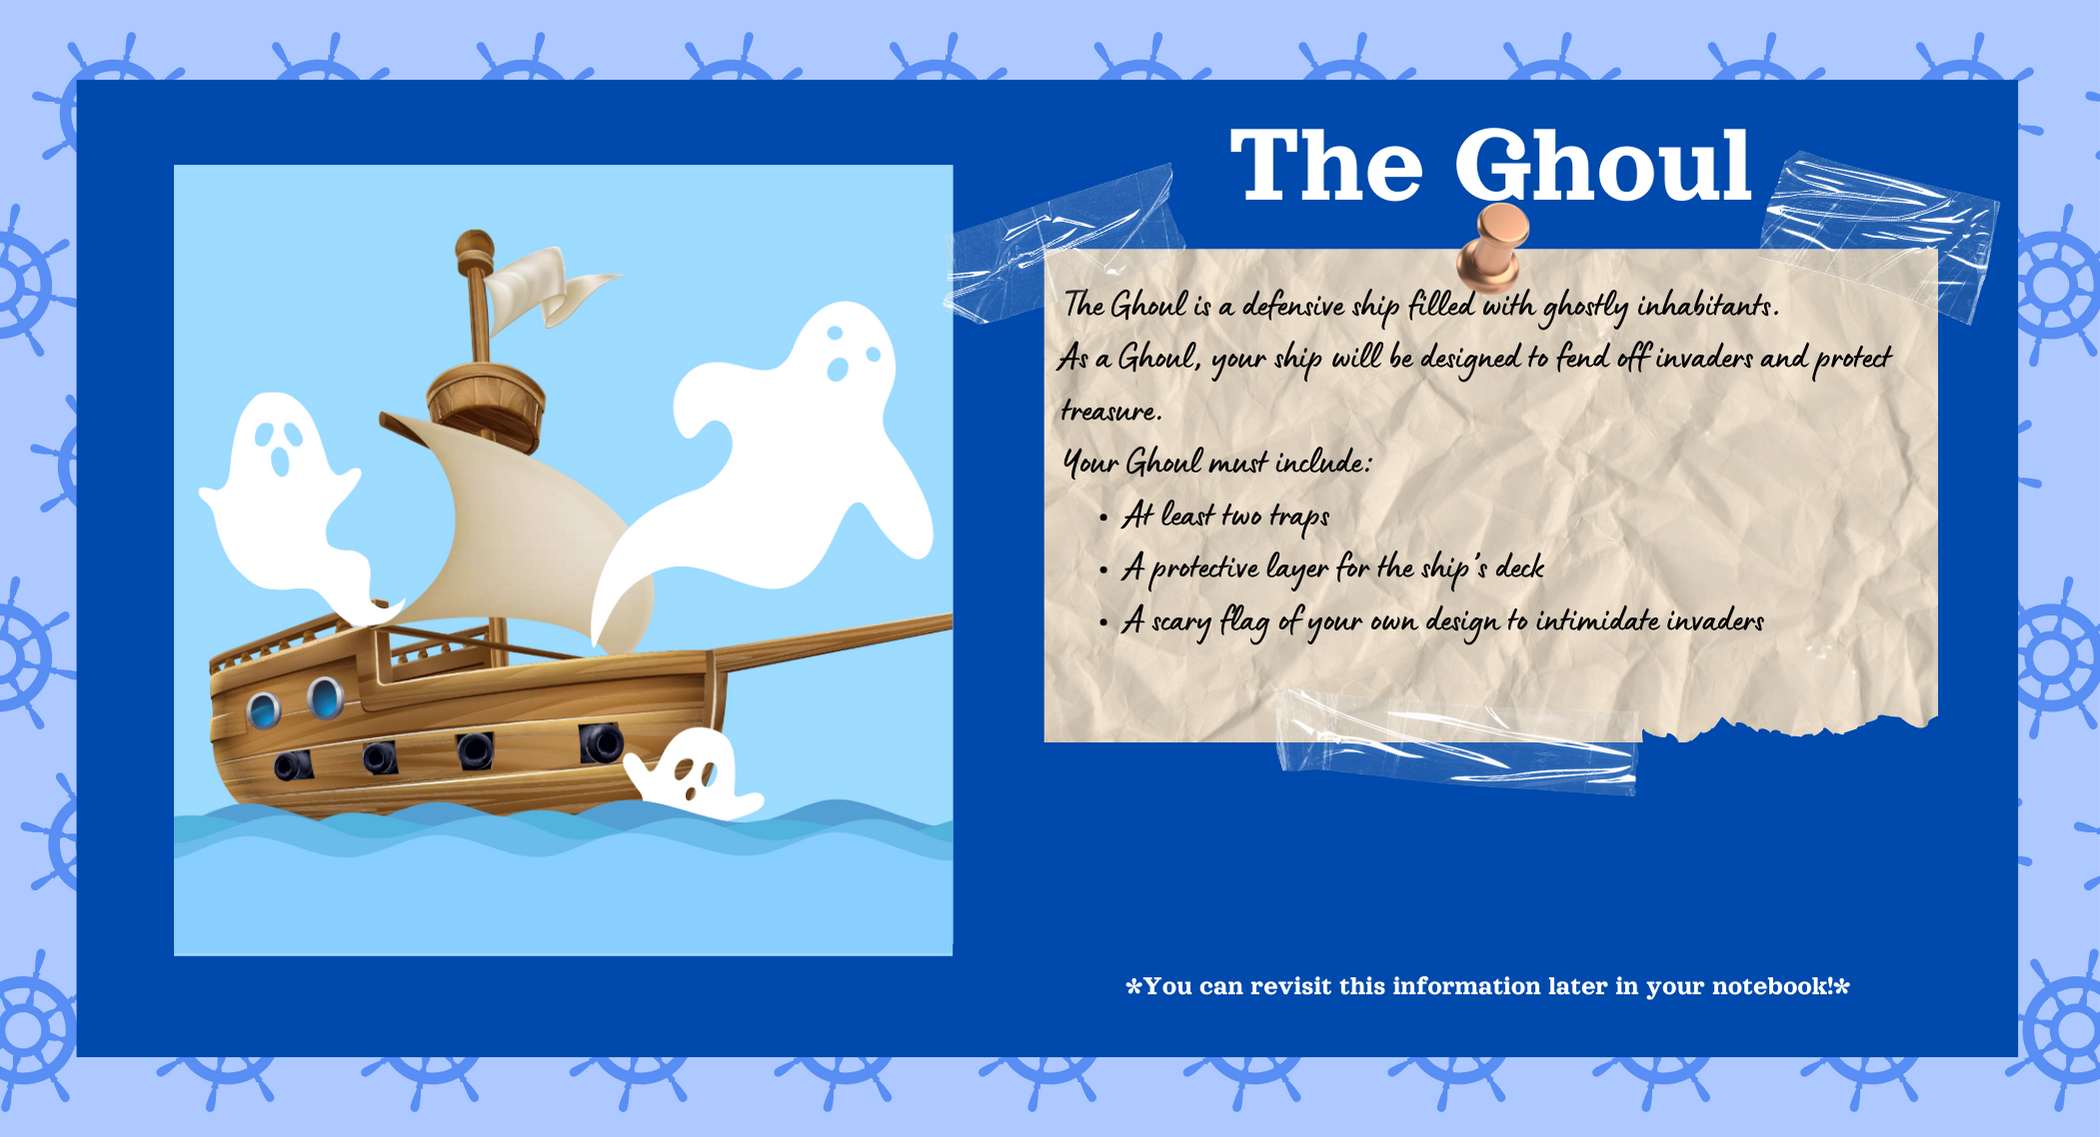 The Ghoul
The Ghoul is a defensive ship filled with ghostly inhabitants.
As a Ghoul, your ship will be designed to fend off invaders and protect
treasure.
Your Ghoul must include:
• At least two traps
• A protective layer for the ship's deck
• A scary flag of your own design to intimidate invaders
*You can revisit this information later in your notebook!*